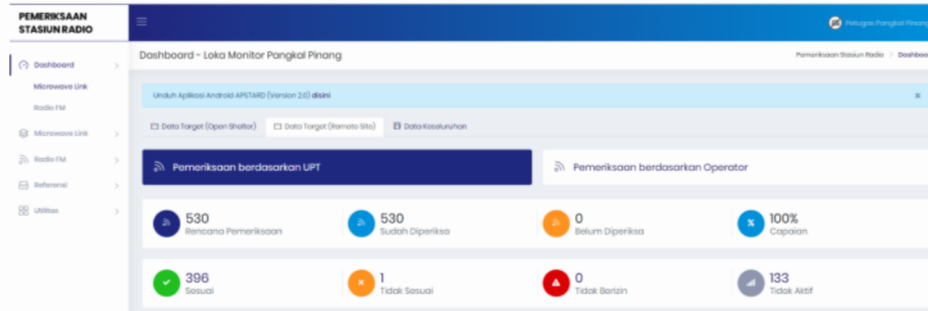 PEMERIKSAAN
STASIUN RADIO
Petugas Pangkal Pinang
Dashboard - Loka Monitor Pangkal Pinang
Pemeriksaan Stasiun Radio > Dashboa
Dashboard
Microwave Link
Radio FM
Microwave Link
Radio FM
Referensi
Utilitas
Unduh Aplikasi Android APSTARD (Version 2.0) disini
Data Target (Open Shelter) Data Target (Remote Site) Data Keseluruhan
Pemeriksaan berdasarkan UPT
Pemeriksaan berdasarkan Operator
530
Rencana Pemeriksaan
530
Sudah Diperiksa
0
Belum Diperiksa
100%
Capaian
396
Sesuai
1
Tidak Sesuai
0
Tidak Berizin
133
Tidak Aktif